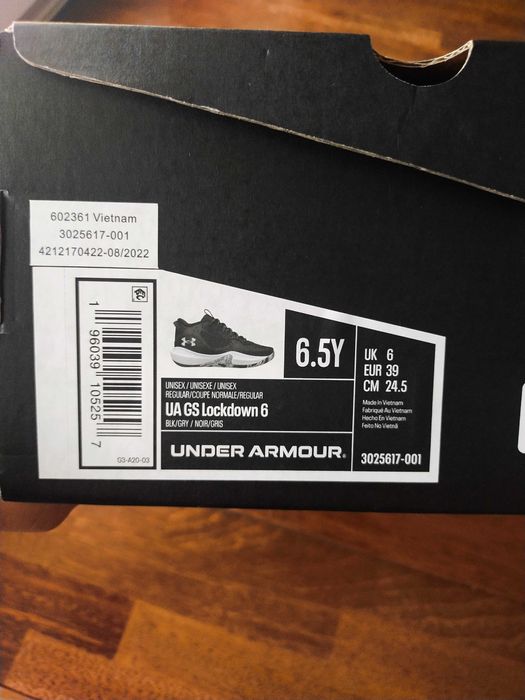 602361 Vietnam
3025617-001
4212170422-08/2022
1 96039 10525 7
G3-A20-03
6.5Y
UNISEX / UNISEXE / UNISEX
REGULAR/COUPE NORMALE/REGULAR
UA GS Lockdown 6
BLK/GRY / NOIR/GRIS
UNDER ARMOUR®
UK 6
EUR 39
CM 24.5
Made In Vietnam
Fabriqué Au Vietnam
Hecho En Vietnam
Feito No Vietnã
3025617-001